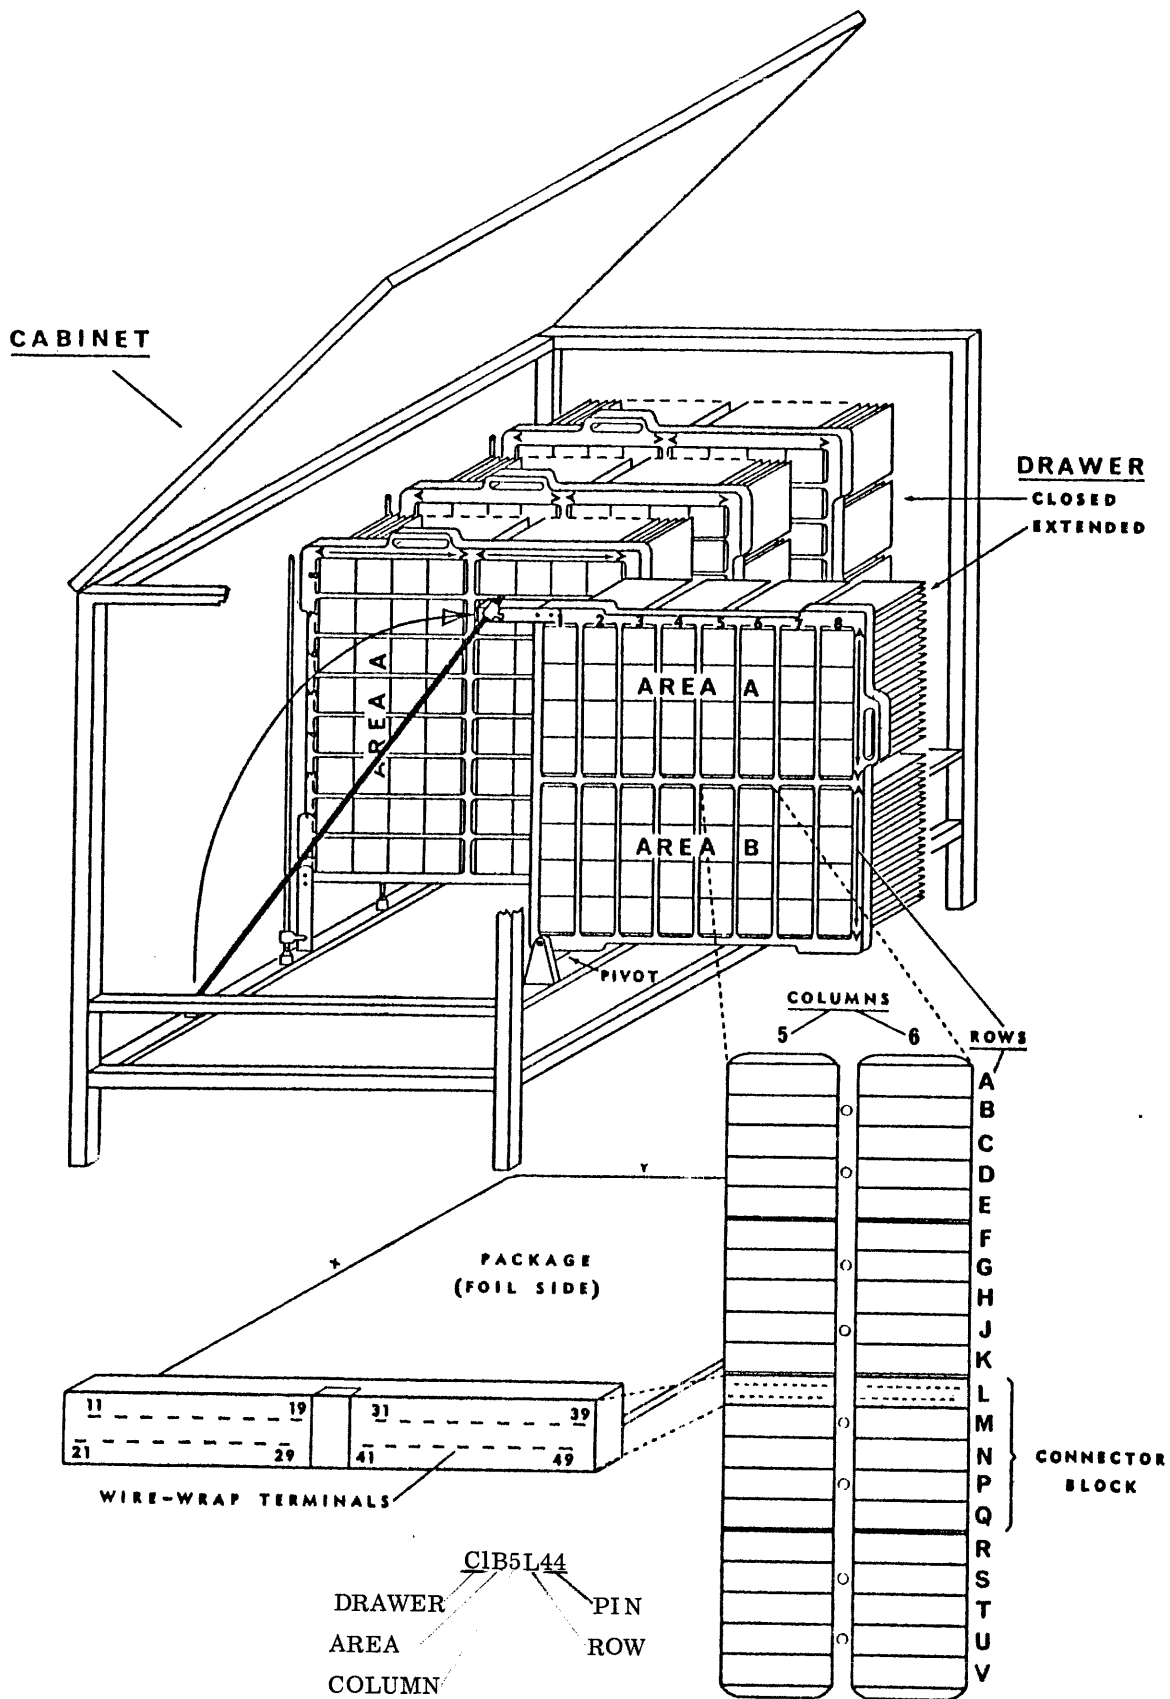 CABINET
DRAWER
CLOSED
EXTENDED
1 2 3 4 5 6 7 8
AREA A
AREA A
AREA B
PIVOT
COLUMNS
5 6
ROWS
A
B
C
D
E
F
G
H
J
K
L
M
N
P
Q
R
S
T
U
V
Y
X
PACKAGE
(FOIL SIDE)
11 19 31 39
21 29 41 49
WIRE-WRAP TERMINALS
CONNECTOR
BLOCK
C1B5L44
DRAWER PIN
AREA ROW
COLUMN